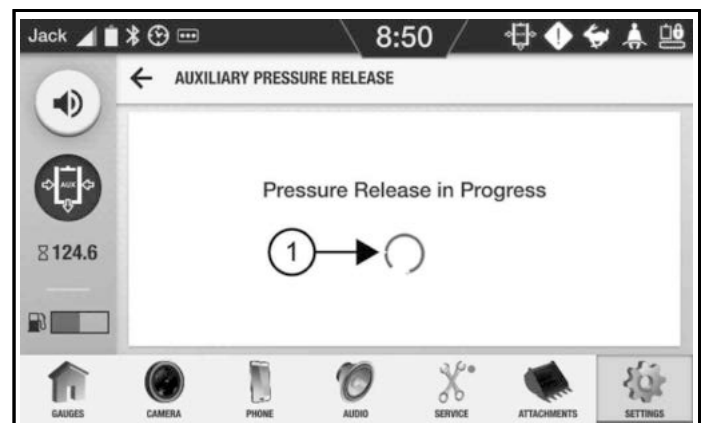 Jack 8:50
← AUXILIARY PRESSURE RELEASE
AUX
Pressure Release in Progress
1
124.6
GAUGES CAMERA PHONE AUDIO SERVICE ATTACHMENTS SETTINGS